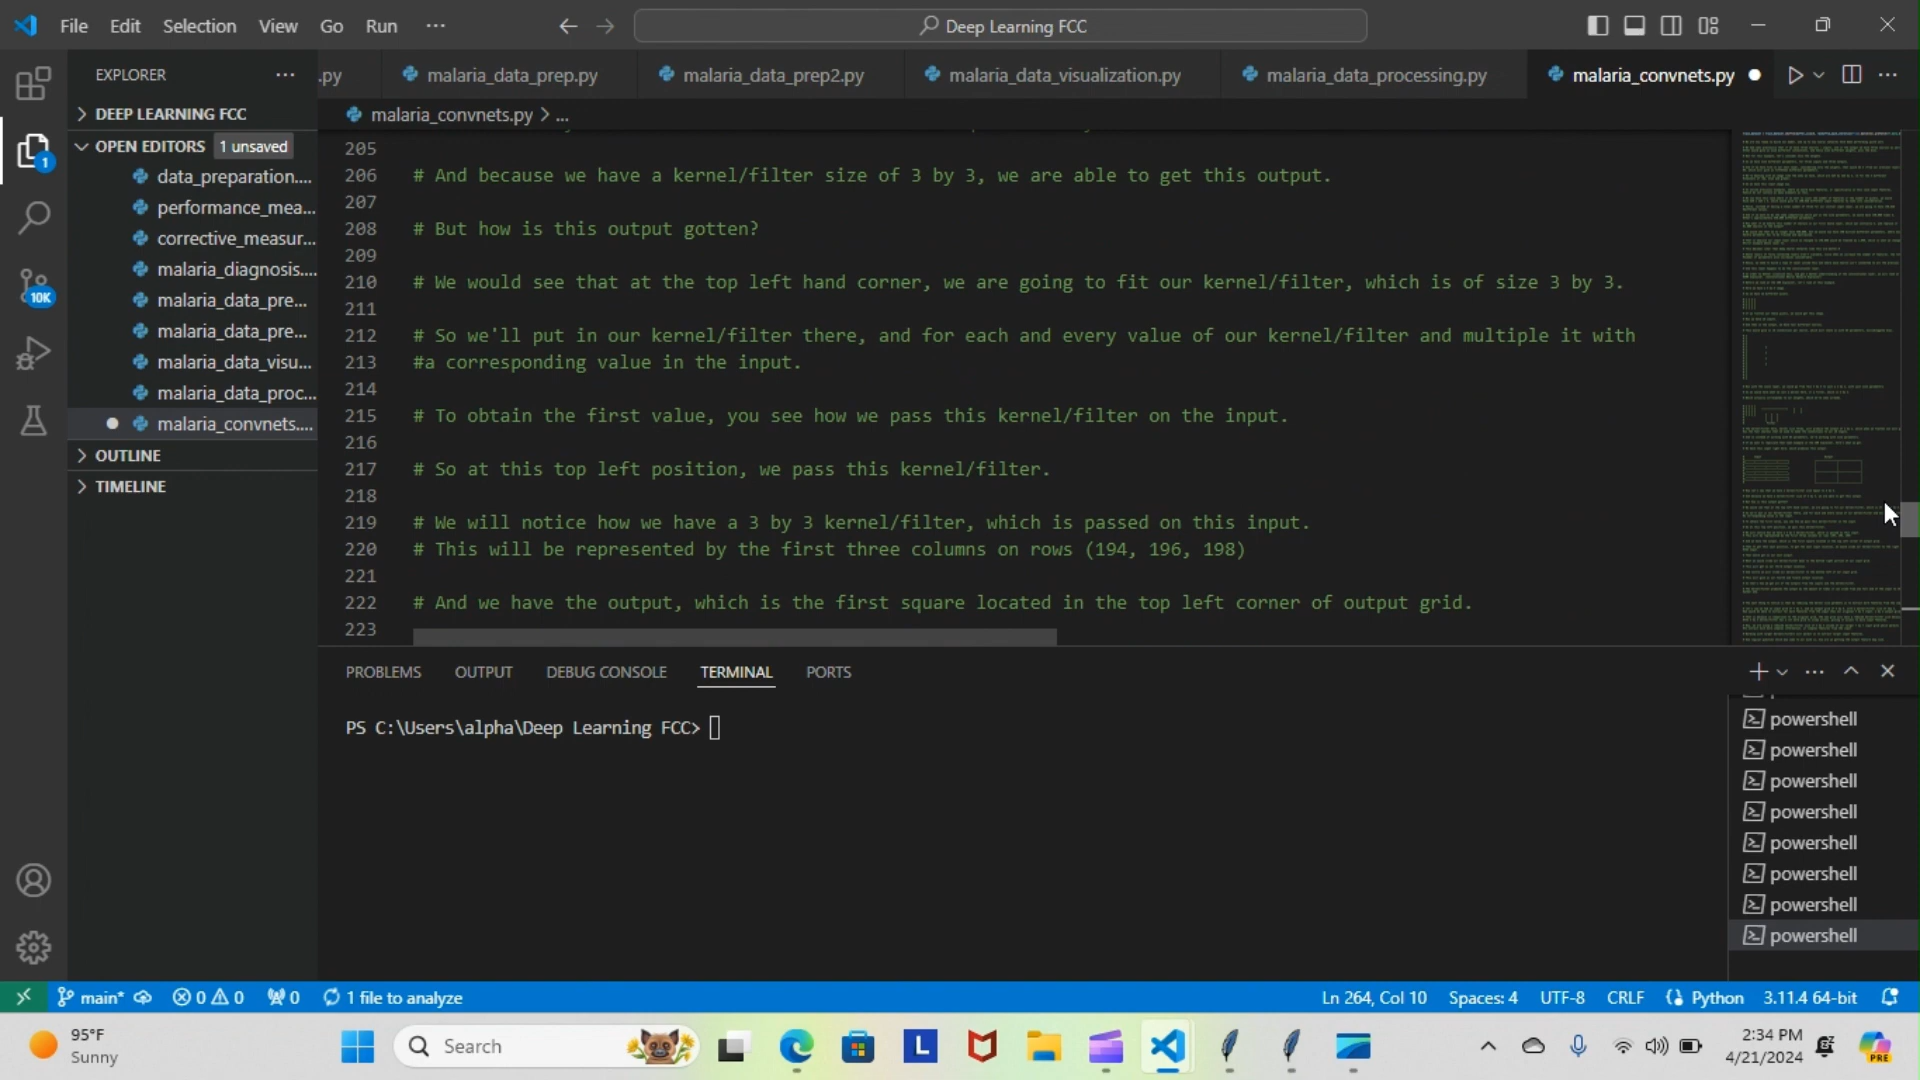 File Edit Selection View Go Run ···
Deep Learning FCC
EXPLORER
DEEP LEARNING FCC
OPEN EDITORS 1 unsaved
data_preparation....
performance_mea...
corrective_measur...
malaria_diagnosis....
malaria_data_pre...
malaria_data_pre...
malaria_data_visu...
malaria_data_proc...
malaria_convnets....
OUTLINE
TIMELINE
1
10K
.py malaria_data_prep.py malaria_data_prep2.py malaria_data_visualization.py malaria_data_processing.py malaria_convnets.py
malaria_convnets.py > ...
205
206 # And because we have a kernel/filter size of 3 by 3, we are able to get this output.
207
208 # But how is this output gotten?
209
210 # We would see that at the top left hand corner, we are going to fit our kernel/filter, which is of size 3 by 3.
211
212 # So we'll put in our kernel/filter there, and for each and every value of our kernel/filter and multiple it with
213 #a corresponding value in the input.
214
215 # To obtain the first value, you see how we pass this kernel/filter on the input.
216
217 # So at this top left position, we pass this kernel/filter.
218
219 # We will notice how we have a 3 by 3 kernel/filter, which is passed on this input.
220 # This will be represented by the first three columns on rows (194, 196, 198)
221
222 # And we have the output, which is the first square located in the top left corner of output grid.
223
PROBLEMS OUTPUT DEBUG CONSOLE TERMINAL PORTS
PS C:\Users\alpha\Deep Learning FCC>
powershell
powershell
powershell
powershell
powershell
powershell
powershell
powershell
main* 0 0 0 1 file to analyze
Ln 264, Col 10 Spaces: 4 UTF-8 CRLF Python 3.11.4 64-bit
95°F
Sunny
Search
L
2:34 PM
4/21/2024
PRE